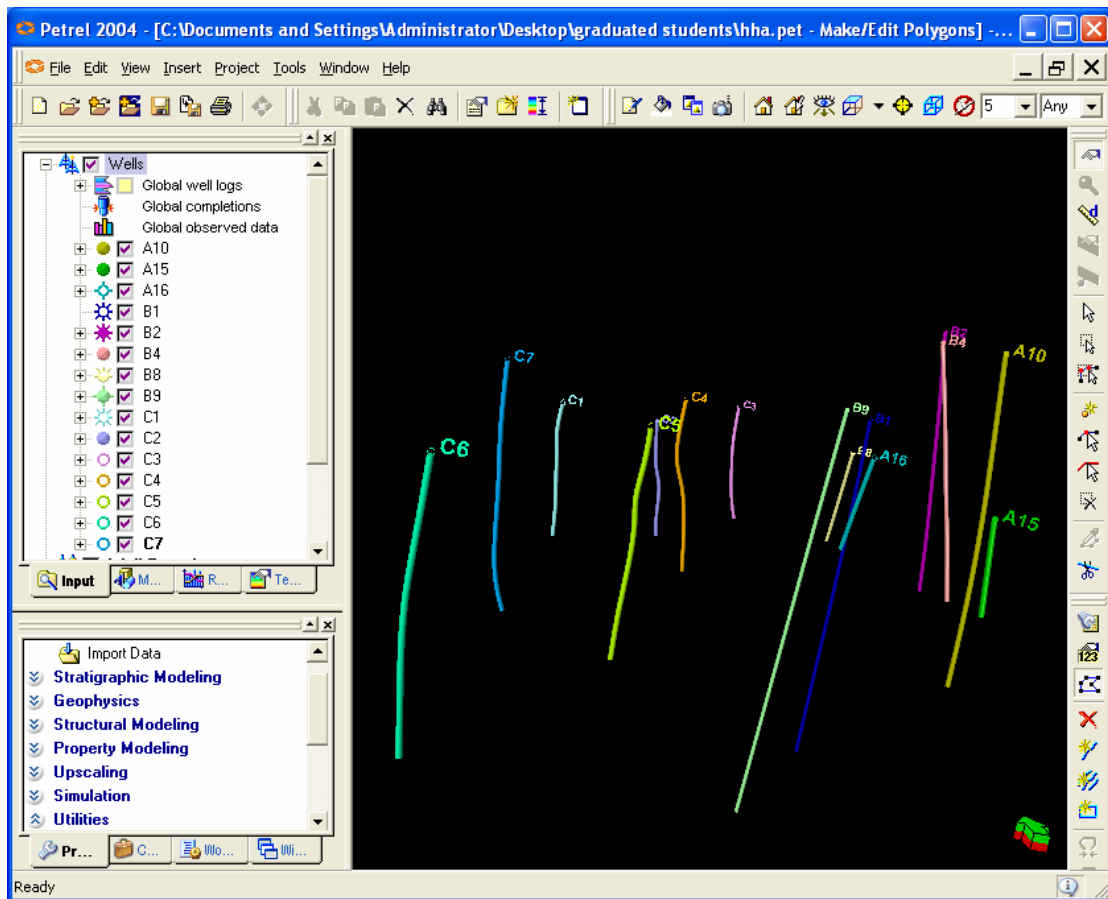 Petrel 2004 - [C:\Documents and Settings\Administrator\Desktop\graduated students\hha.pet - Make/Edit Polygons] -...
File Edit View Insert Project Tools Window Help
5 Any
Wells
Global well logs
Global completions
Global observed data
A10
A15
A16
B1
B2
B4
B8
B9
C1
C2
C3
C4
C5
C6
C7
Input M... R... Te...
Import Data
Stratigraphic Modeling
Geophysics
Structural Modeling
Property Modeling
Upscaling
Simulation
Utilities
Pr... C... Wo... Wi...
B2
B4
A10
C7
C1
C4
C3
B9
B1
C5
C6
B8
A16
A15
d
123
Ready